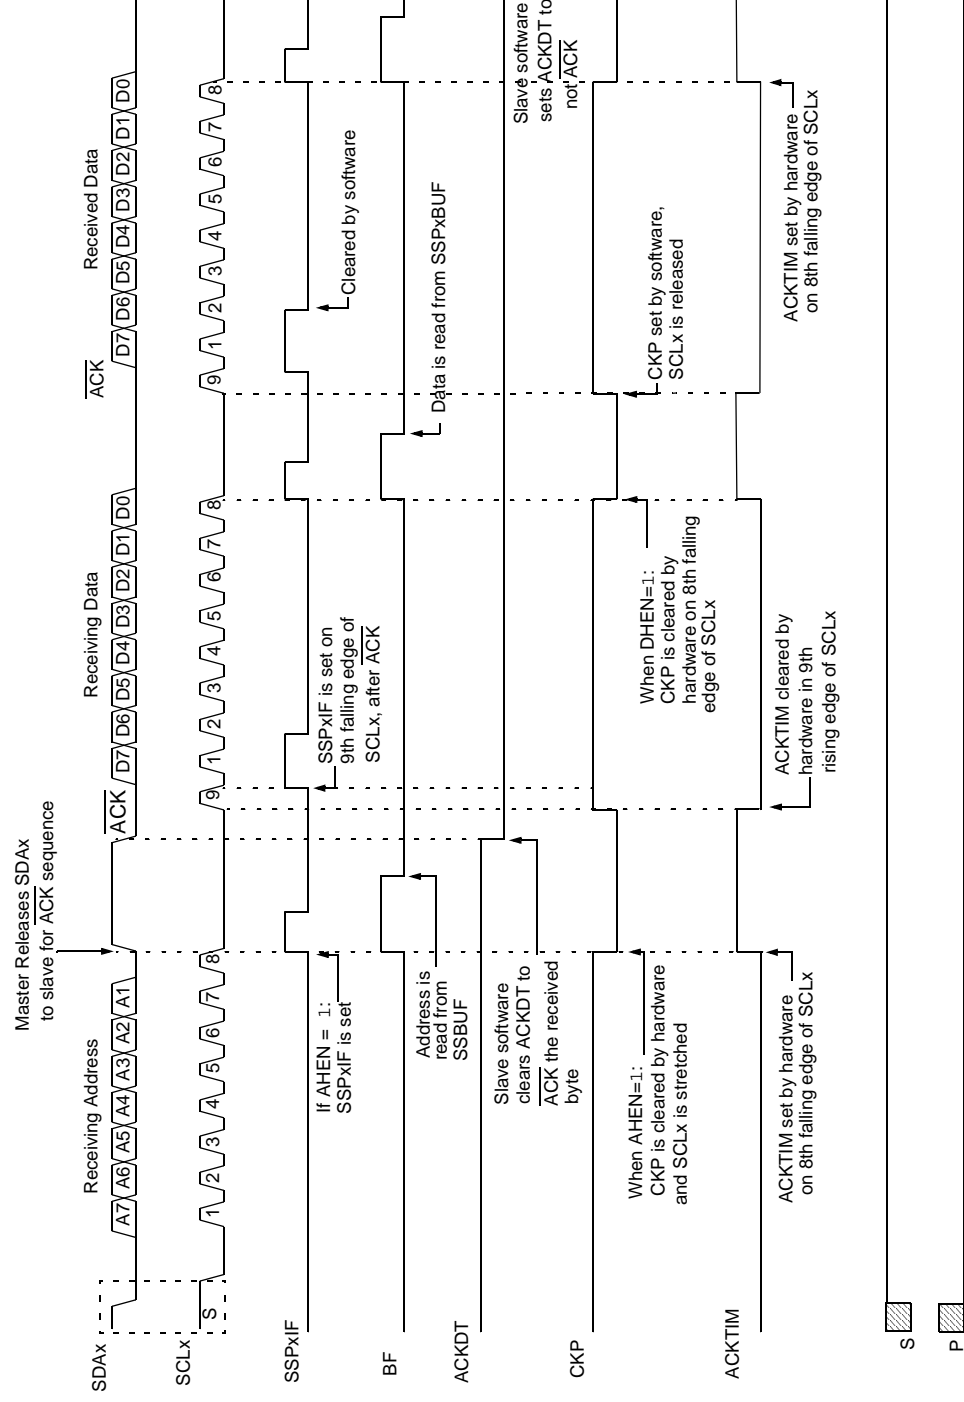 Master Releases SDAx
to slave for ACK sequence
Receiving Address
Receiving Data
Received Data
SDAx
A7 A6 A5 A4 A3 A2 A1
ACK
D7 D6 D5 D4 D3 D2 D1 D0
ACK
D7 D6 D5 D4 D3 D2 D1 D0
SCLx
S
1 2 3 4 5 6 7 8
9 1 2 3 4 5 6 7 8
9 1 2 3 4 5 6 7 8
SSPxIF
If AHEN = 1:
SSPxIF is set
SSPxIF is set on
9th falling edge of
SCLx, after ACK
Cleared by software
BF
Address is
read from
SSBUF
Data is read from SSPxBUF
ACKDT
Slave software
clears ACKDT to
ACK the received
byte
Slave software
sets ACKDT to
not ACK
CKP
When AHEN=1:
CKP is cleared by hardware
and SCLx is stretched
When DHEN=1:
CKP is cleared by
hardware on 8th falling
edge of SCLx
CKP set by software,
SCLx is released
ACKTIM
ACKTIM set by hardware
on 8th falling edge of SCLx
ACKTIM cleared by
hardware in 9th
rising edge of SCLx
ACKTIM set by hardware
on 8th falling edge of SCLx
S
P